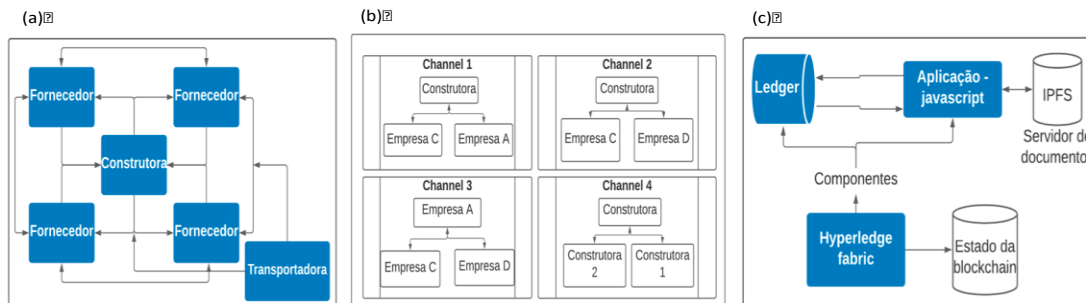 (a)
Fornecedor
Fornecedor
Construtora
Fornecedor
Fornecedor
Transportadora
(b)
Channel 1
Construtora
Empresa C
Empresa A
Channel 2
Construtora
Empresa C
Empresa D
Channel 3
Empresa A
Empresa C
Empresa D
Channel 4
Construtora
Construtora
2
Construtora
1
(c)
Ledger
Aplicação -
javascript
IPFS
Servidor de
documento
Componentes
Hyperledge
fabric
Estado da
blockchain